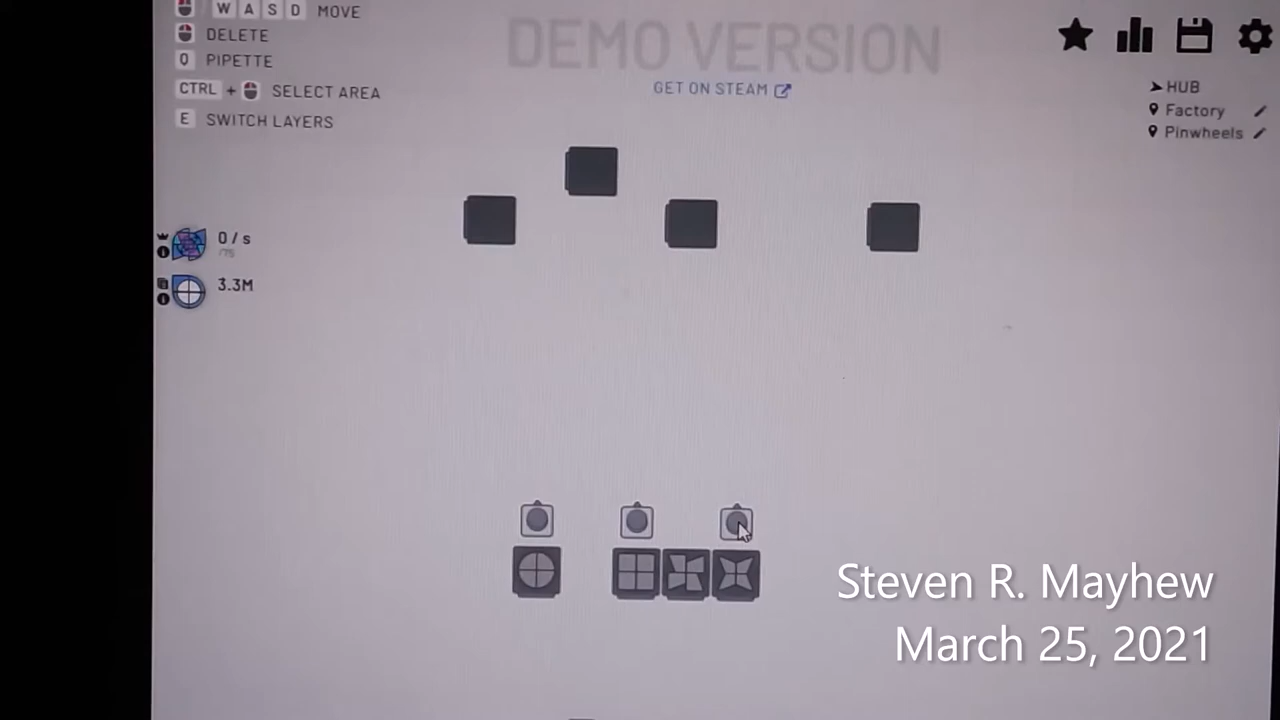 W A S D MOVE
DELETE
Q PIPETTE
CTRL + SELECT AREA
E SWITCH LAYERS
DEMO VERSION
GET ON STEAM
HUB
Factory
Pinwheels
0 / s
/75
3.3M
Steven R. Mayhew
March 25, 2021